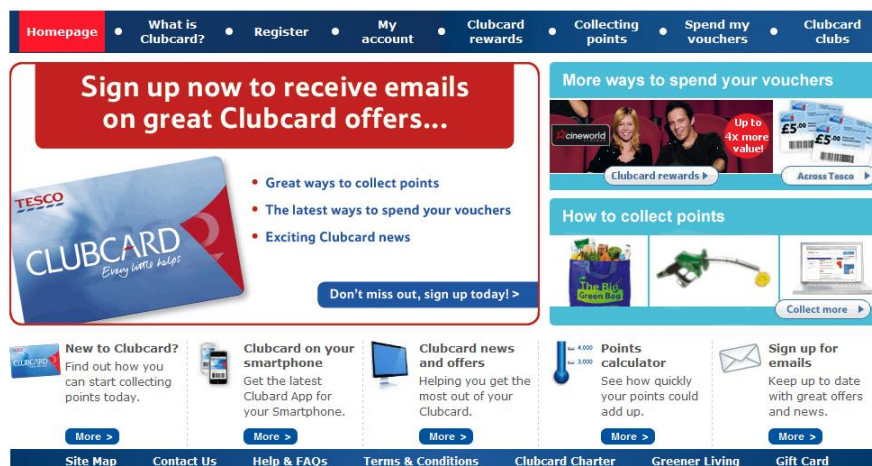 Homepage
What is
Clubcard?
Register
My
account
Clubcard
rewards
Collecting
points
Spend my
vouchers
Clubcard
clubs
Sign up now to receive emails
on great Clubcard offers...
TESCO
CLUBCARD
Every little helps
Great ways to collect points
The latest ways to spend your vouchers
Exciting Clubcard news
Don't miss out, sign up today! >
More ways to spend your vouchers
cineworld
Up to
4x more
value!
£5.00
£5.00
Clubcard rewards
Across Tesco
How to collect points
The Big
Green Bag
Collect more
New to Clubcard?
Find out how you
can start collecting
points today.
More >
Clubcard on your
smartphone
Get the latest
Clubard App for
your Smartphone.
More >
Clubcard news
and offers
Helping you get the
most out of your
Clubcard.
More >
4,000
3,000
Points
calculator
See how quickly
your points could
add up.
More >
Sign up for
emails
Keep up to date
with great offers
and news.
More >
Site Map
Contact Us
Help & FAQs
Terms & Conditions
Clubcard Charter
Greener Living
Gift Card